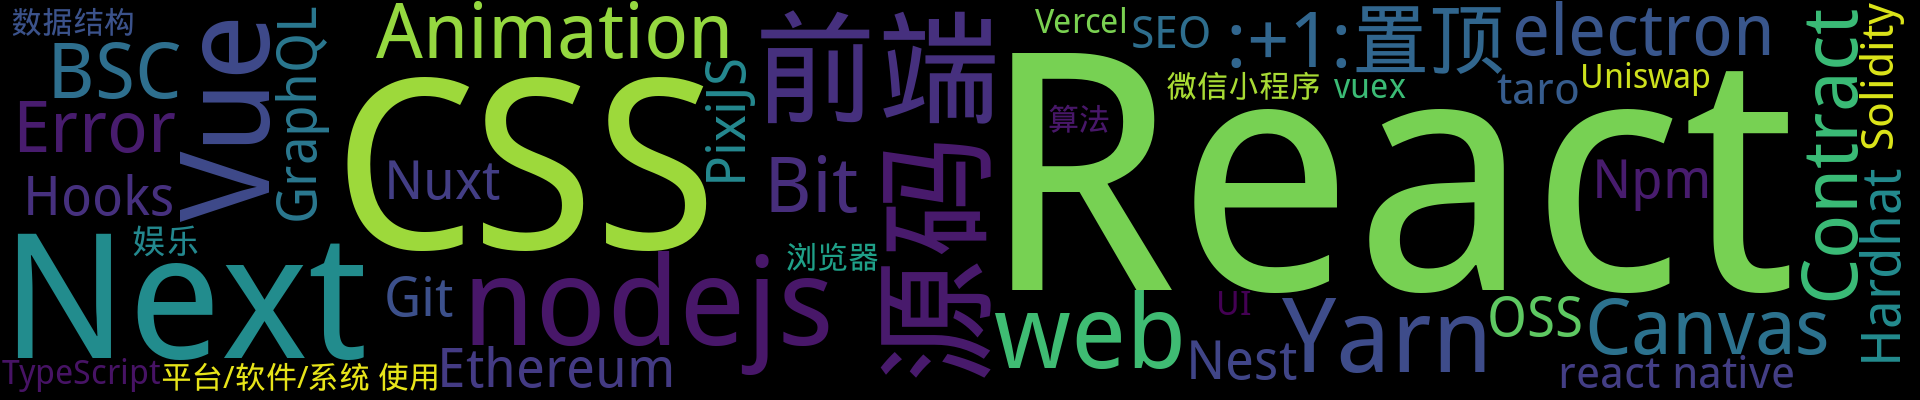 数据结构
BSC
Error
Hooks
Vue
GraphQL
Animation
CSS
Nuxt
PixiJS
前端
Bit
源码
Vercel
SEO
:+1:置顶
electron
微信小程序
vuex
taro
Uniswap
算法
React
Npm
Contract
Solidity
Hardhat
娱乐
Next
Git
nodejs
浏览器
web
UI
Yarn
OSS
Canvas
Nest
react native
TypeScript
平台/软件/系统 使用
Ethereum